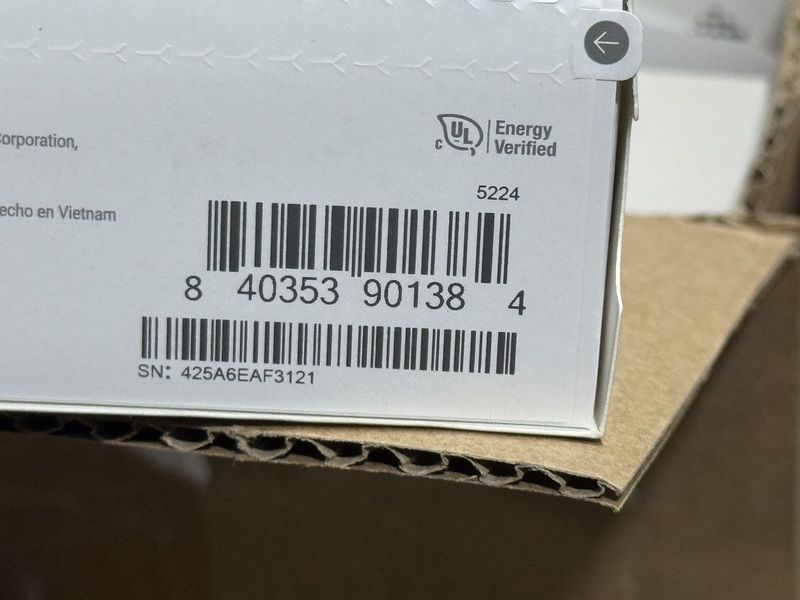 Corporation,
echo en Vietnam
c UL Energy
Verified
5224
8 40353 90138 4
SN: 425A6EAF3121